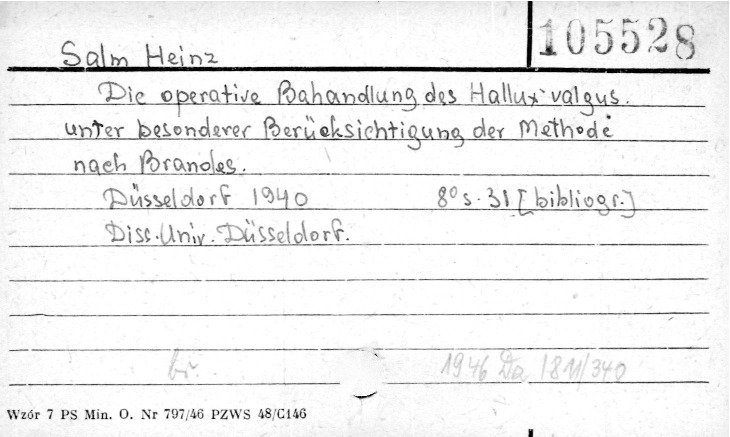 105528
Salm Heinz
Die operative Bahandlung des Hallux valgus.
unter besonderer Berücksichtigung der Methode
nach Brandes.
Düsseldorf 1940 8° s. 31 [bibliogr.]
Diss. Univ. Düsseldorf.
br. 1946 Da 1811/340
Wzór 7 PS Min. O. Nr 797/46 PZWS 48/C146